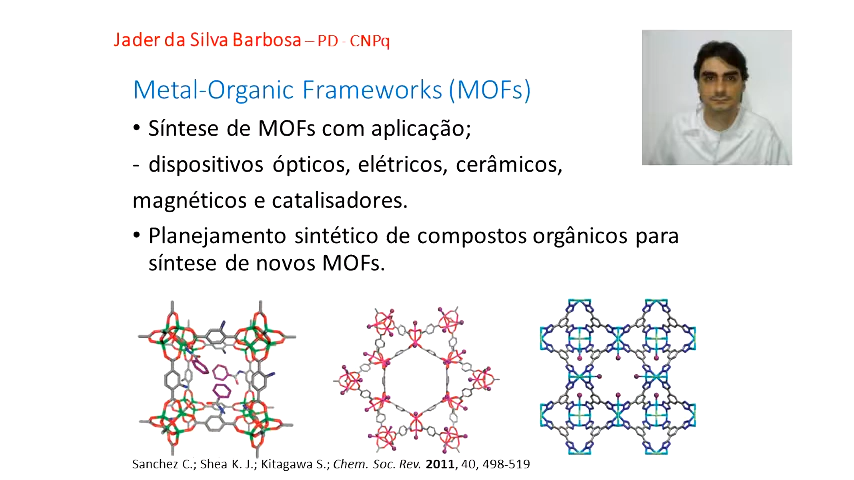 Jader da Silva Barbosa – PD - CNPq
Metal-Organic Frameworks (MOFs)
• Síntese de MOFs com aplicação;
- dispositivos ópticos, elétricos, cerâmicos,
magnéticos e catalisadores.
• Planejamento sintético de compostos orgânicos para
síntese de novos MOFs.
Sanchez C.; Shea K. J.; Kitagawa S.; Chem. Soc. Rev. 2011, 40, 498-519